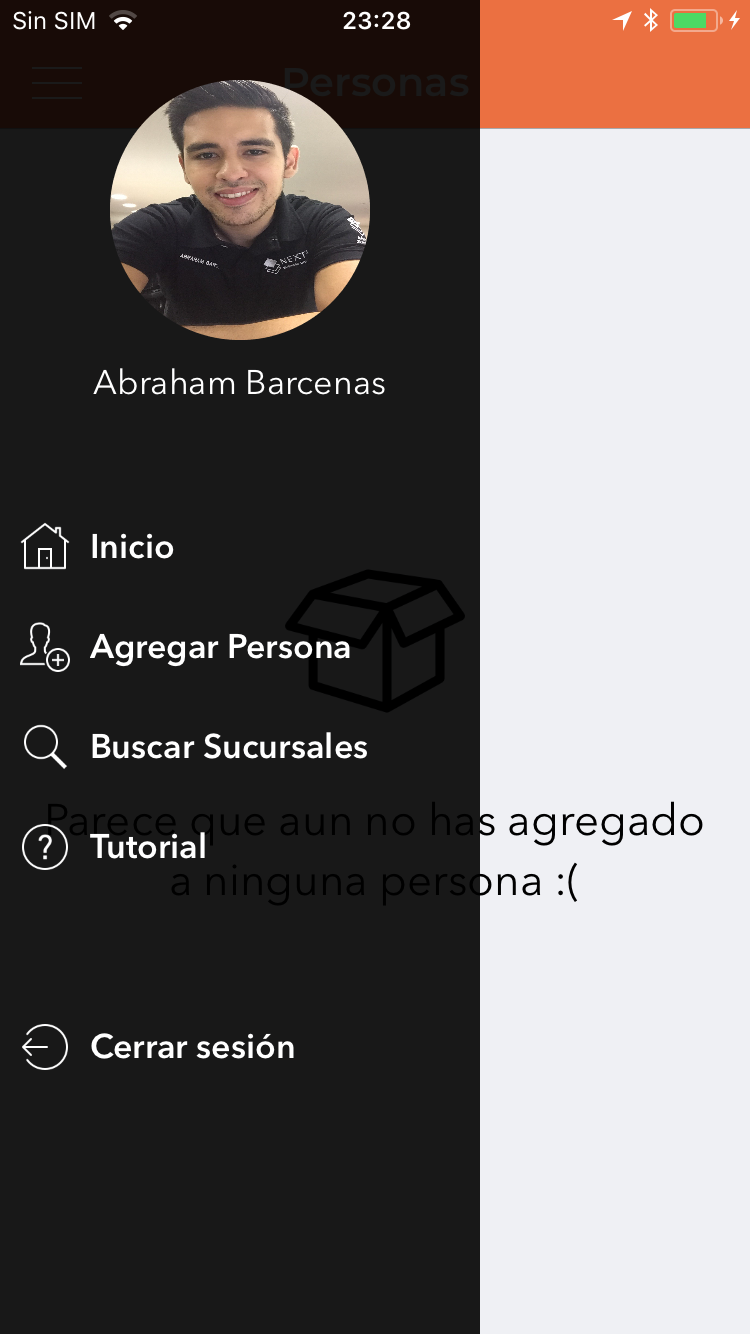 Sin SIM
23:28
Personas
NEXT
Abraham Barcenas
Inicio
Agregar Persona
Buscar Sucursales
Parece que aun no has agregado
Tutorial
a ninguna persona :(
Cerrar sesión